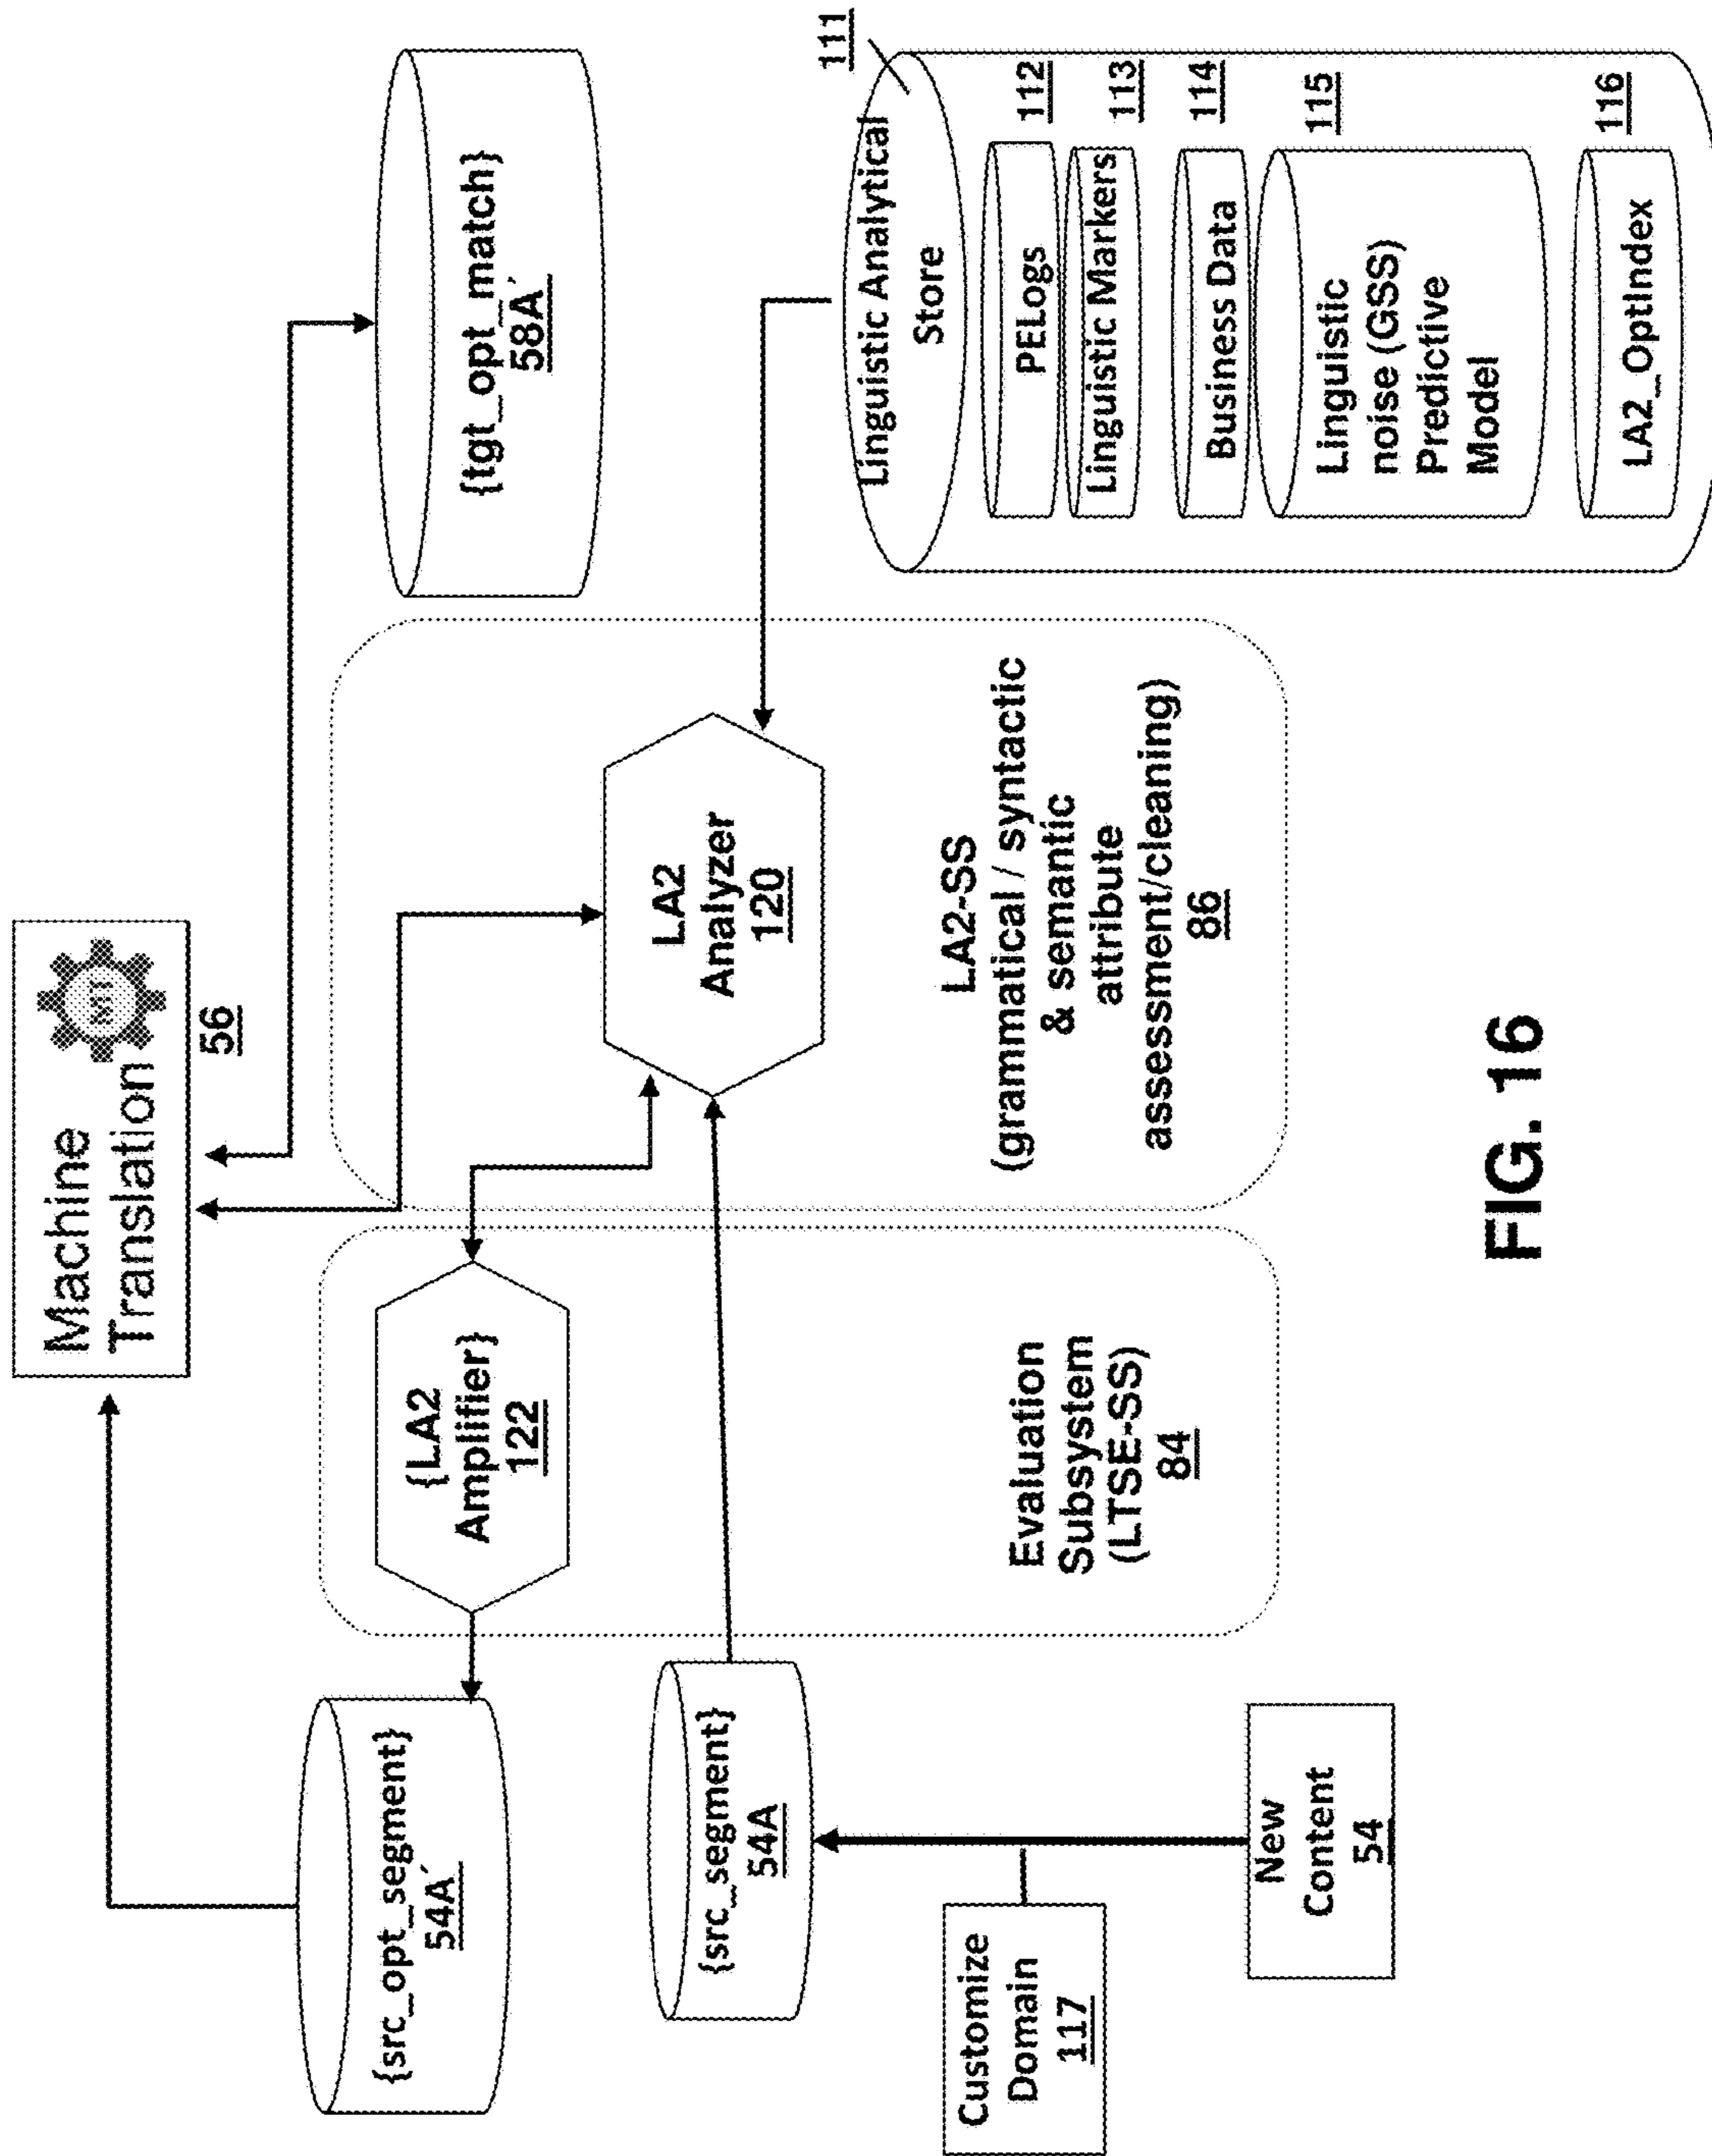 Machine
Translation
MT
56
{src_opt_segment}
54A´
{LA2
Amplifier}
122
{tgt_opt_match}
58A´
LA2
Analyzer
120
{src_segment}
54A
Customize
Domain
117
New
Content
54
Evaluation
Subsystem
(LTSE-SS)
84
LA2-SS
(grammatical / syntactic
& semantic
attribute
assessment/cleaning)
86
111
Linguistic Analytical
Store
PELogs
112
Linguistic Markers
113
Business Data
114
Linguistic
noise (GSS)
Predictive
Model
115
LA2_OptIndex
116
FIG. 16